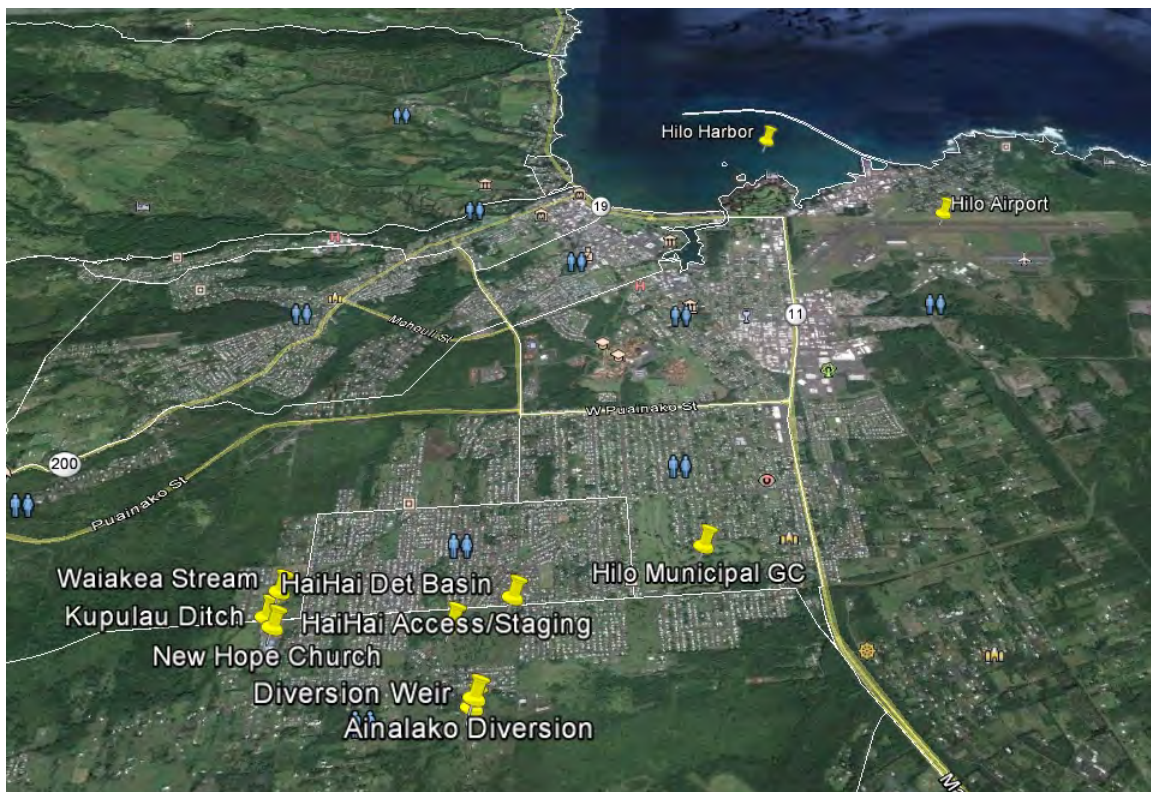 Hilo Harbor
Hilo Airport
19
11
Mohouli St
W Puainako St
200
Puainako St
Hilo Municipal GC
Waiakea Stream
HaiHai Det Basin
Kupulau Ditch
HaiHai Access/Staging
New Hope Church
Diversion Weir
Ainalako Diversion